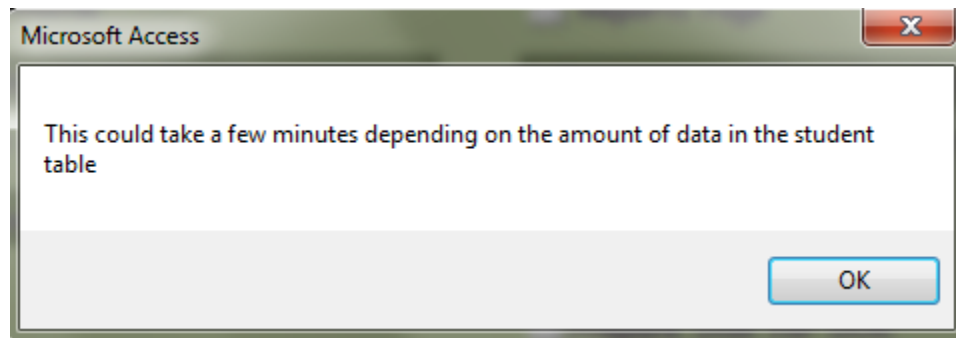 Microsoft Access
This could take a few minutes depending on the amount of data in the student
table
OK